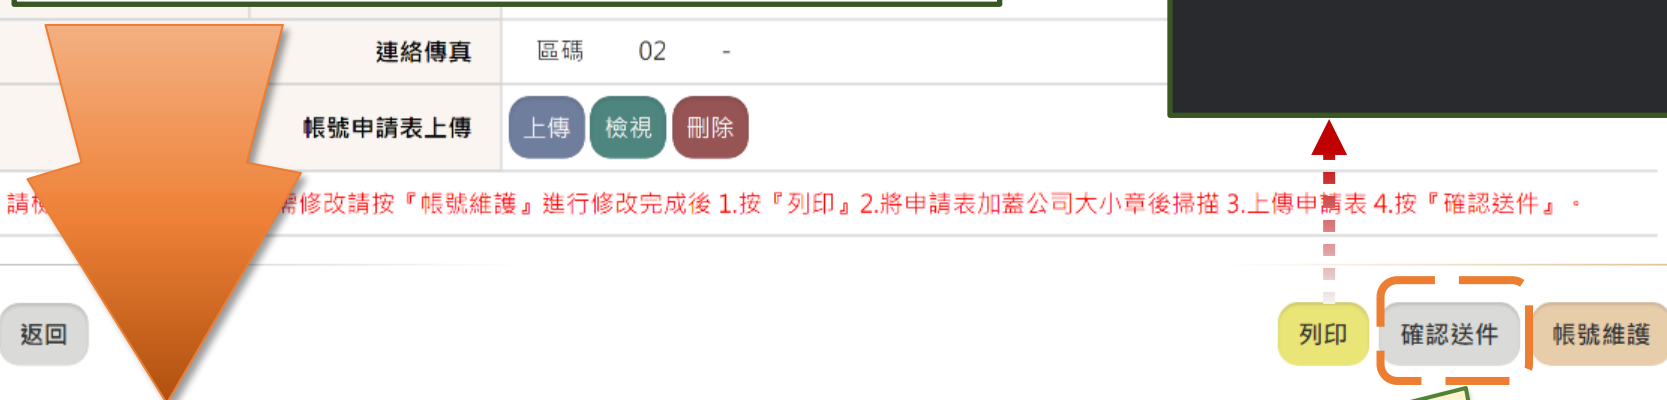 連絡傳真 區碼 02 -
帳號申請表上傳 上傳 檢視 刪除
請 修改請按『帳號維護』進行修改完成後 1.按『列印』2.將申請表加蓋公司大小章後掃描 3.上傳申請表 4.按『確認送件』。
返回 列印 確認送件 帳號維護